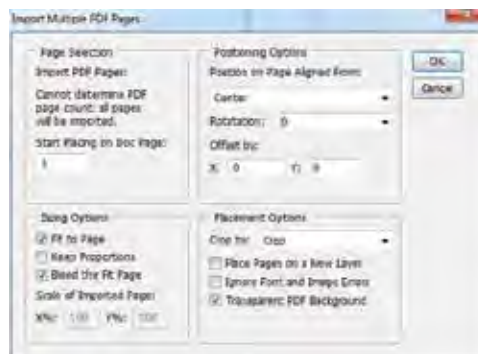 Import Multiple PDF Pages
Page Selection
Import PDF Pages:
Cannot determine PDF
page count: all pages
will be imported.
Start Placing on Doc Page:
1
Positioning Options
Position on Page Aligned From:
Center
Rotatation: 0
Offset by:
X: 0 Y: 0
OK
Cancel
Sizing Options
Fit to Page
Keep Proportions
Bleed the Fit Page
Scale of Imported Page:
X%: 100 Y%: 100
Placement Options
Crop to: Crop
Place Pages on a New Layer
Ignore Font and Image Errors
Transparent PDF Background